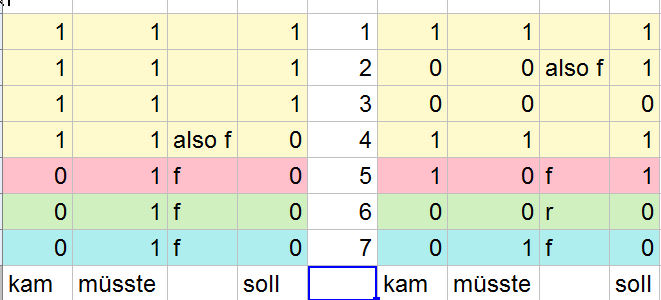 1 1 1 1 1 1 1
1 1 1 2 0 0 also f 1
1 1 1 3 0 0 0
1 1 also f 0 4 1 1 1
0 1 f 0 5 1 0 f 1
0 1 f 0 6 0 0 r 0
0 1 f 0 7 0 1 f 0
kam müsste soll kam müsste soll